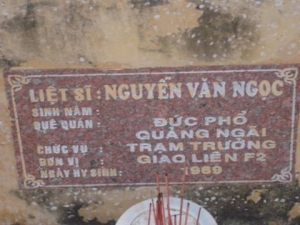 LIỆT SĨ : NGUYỄN VĂN NGỌC
SINH NĂM :
QUÊ QUÁN : ĐỨC PHỔ
QUẢNG NGÃI
CHỨC VỤ : TRẠM TRƯỞNG
ĐƠN VỊ : GIAO LIÊN F2
NGÀY HY SINH : 1969